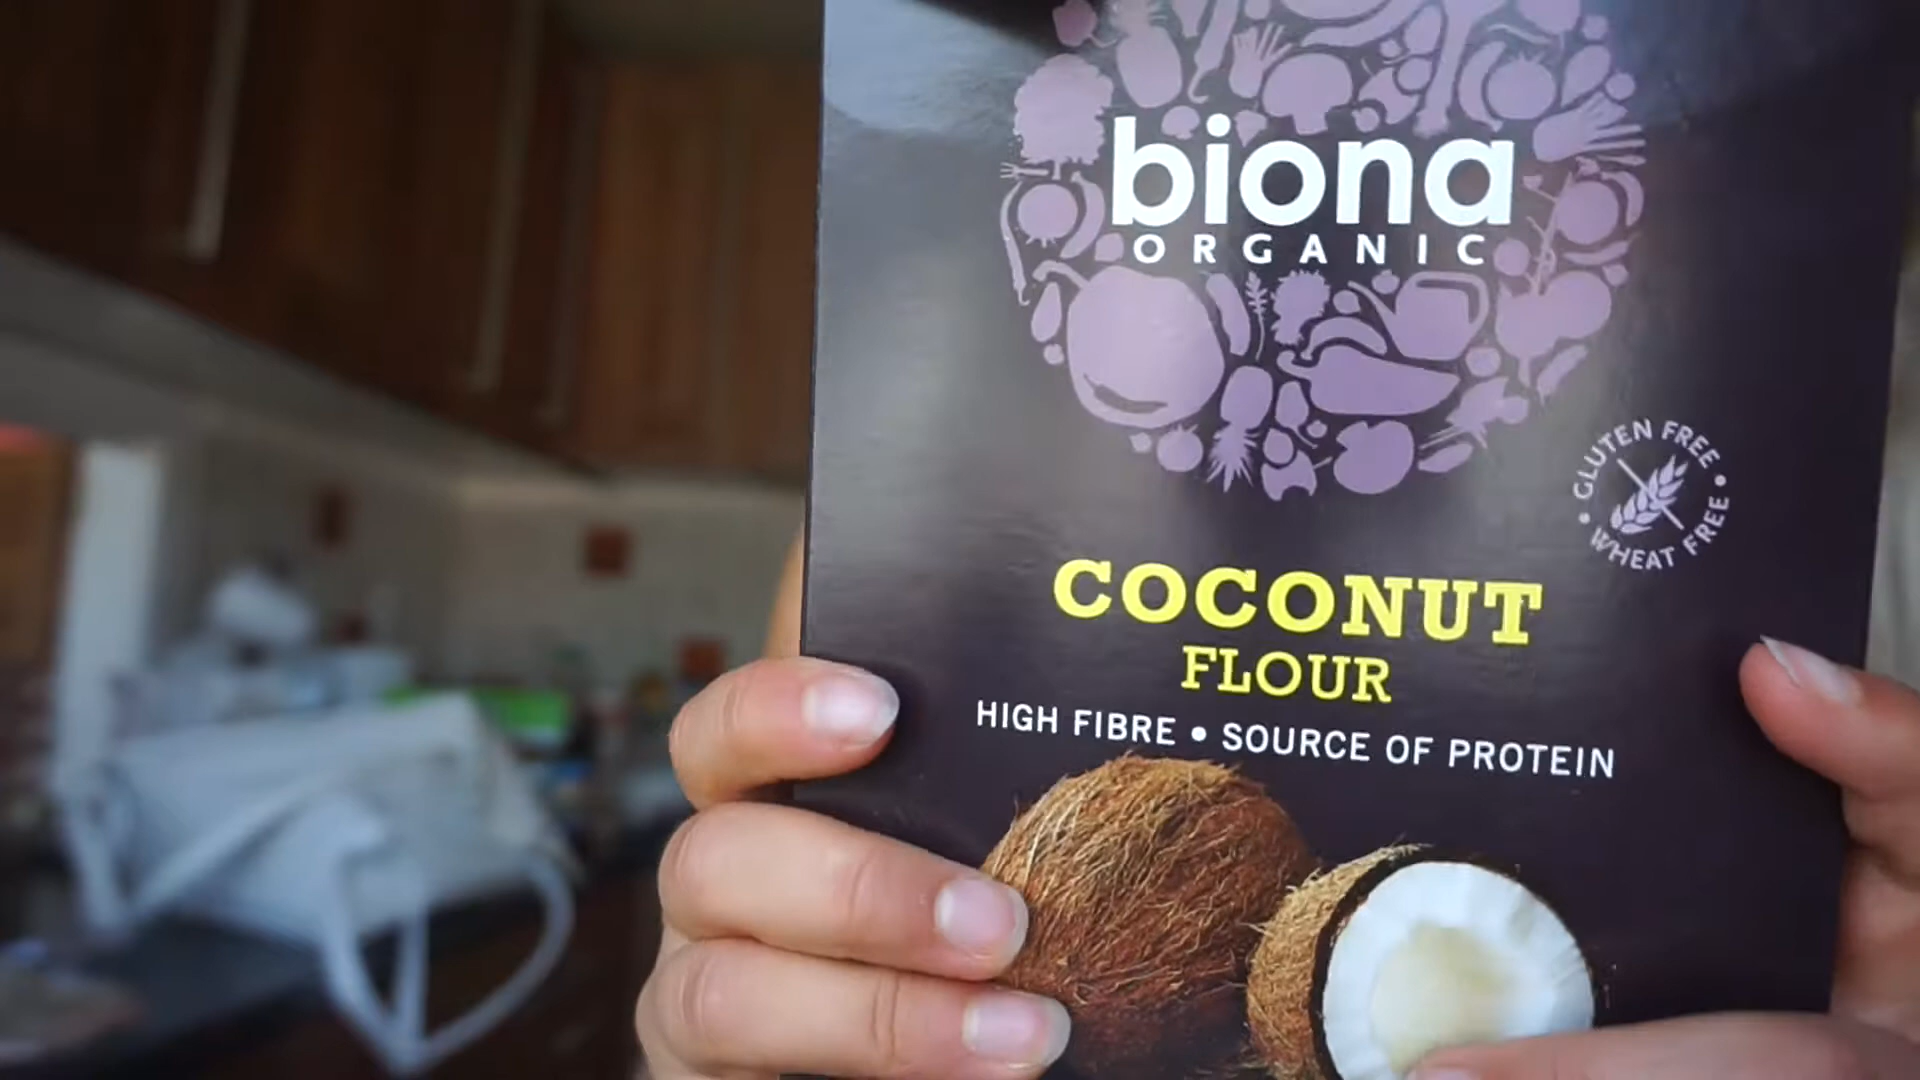 biona
ORGANIC
GLUTEN FREE
WHEAT FREE
COCONUT
FLOUR
HIGH FIBRE • SOURCE OF PROTEIN